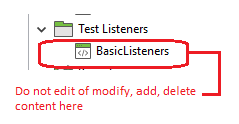 Test Listeners
BasicListeners
Do not edit of modify, add, delete
content here